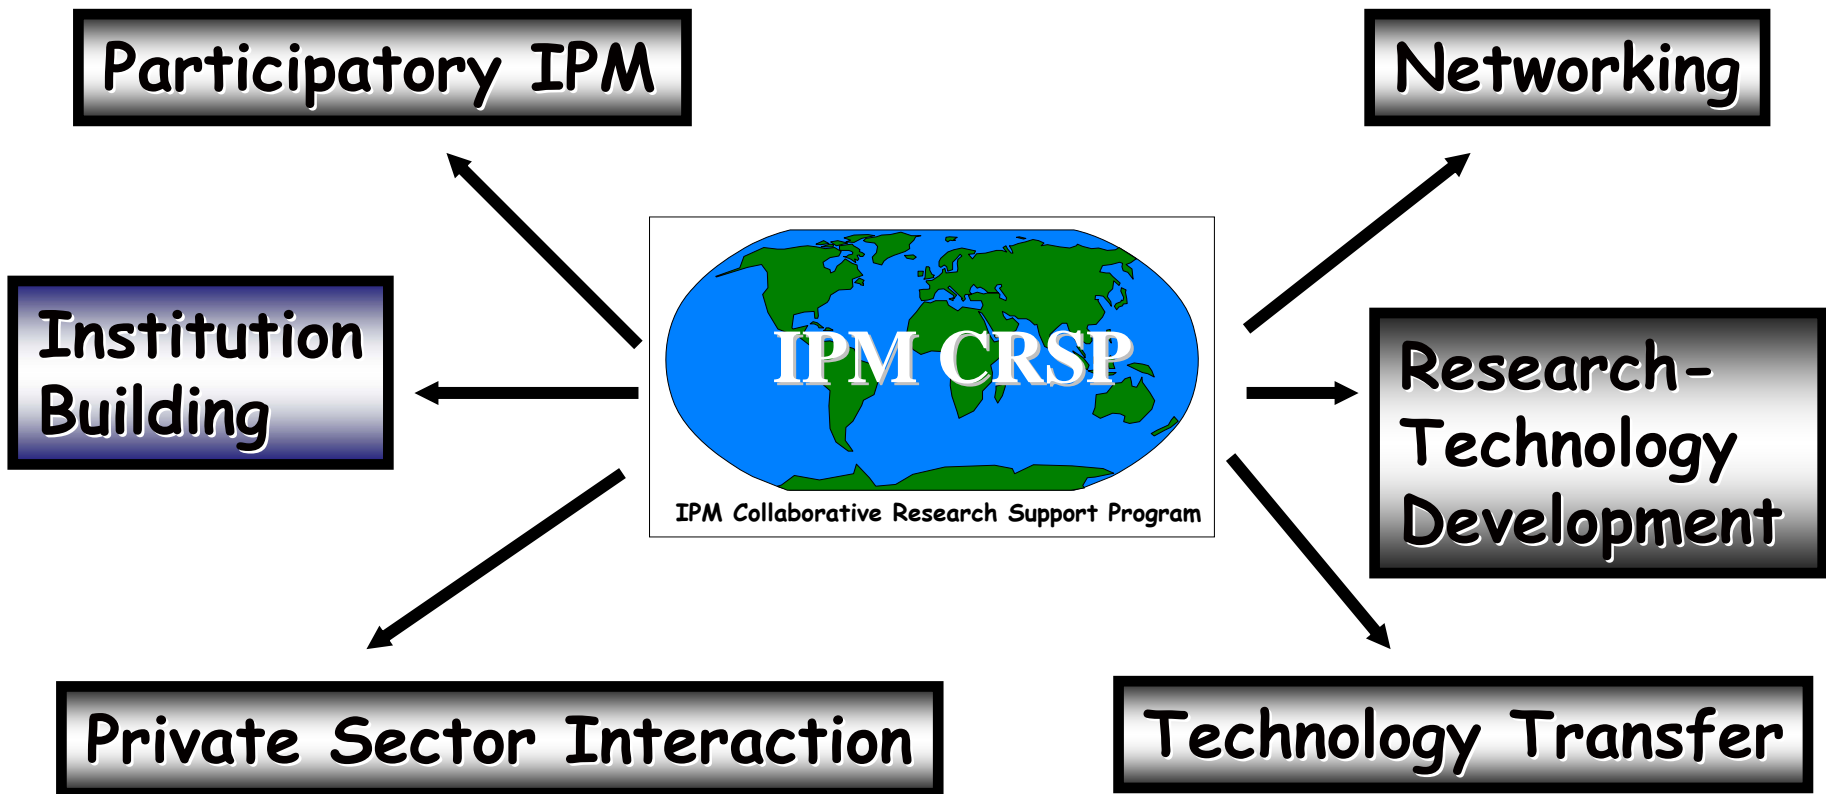 Participatory IPM
Networking
Institution
Building
IPM CRSP
IPM Collaborative Research Support Program
Research-
Technology
Development
Private Sector Interaction
Technology Transfer